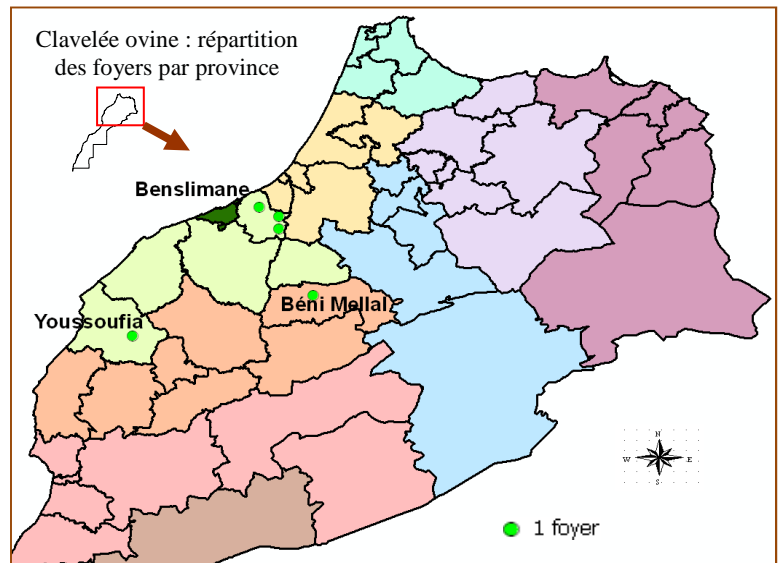 Clavelée ovine : répartition
des foyers par province
Benslimane
Béni Mellal
Youssoufia
N
W E
S
1 foyer